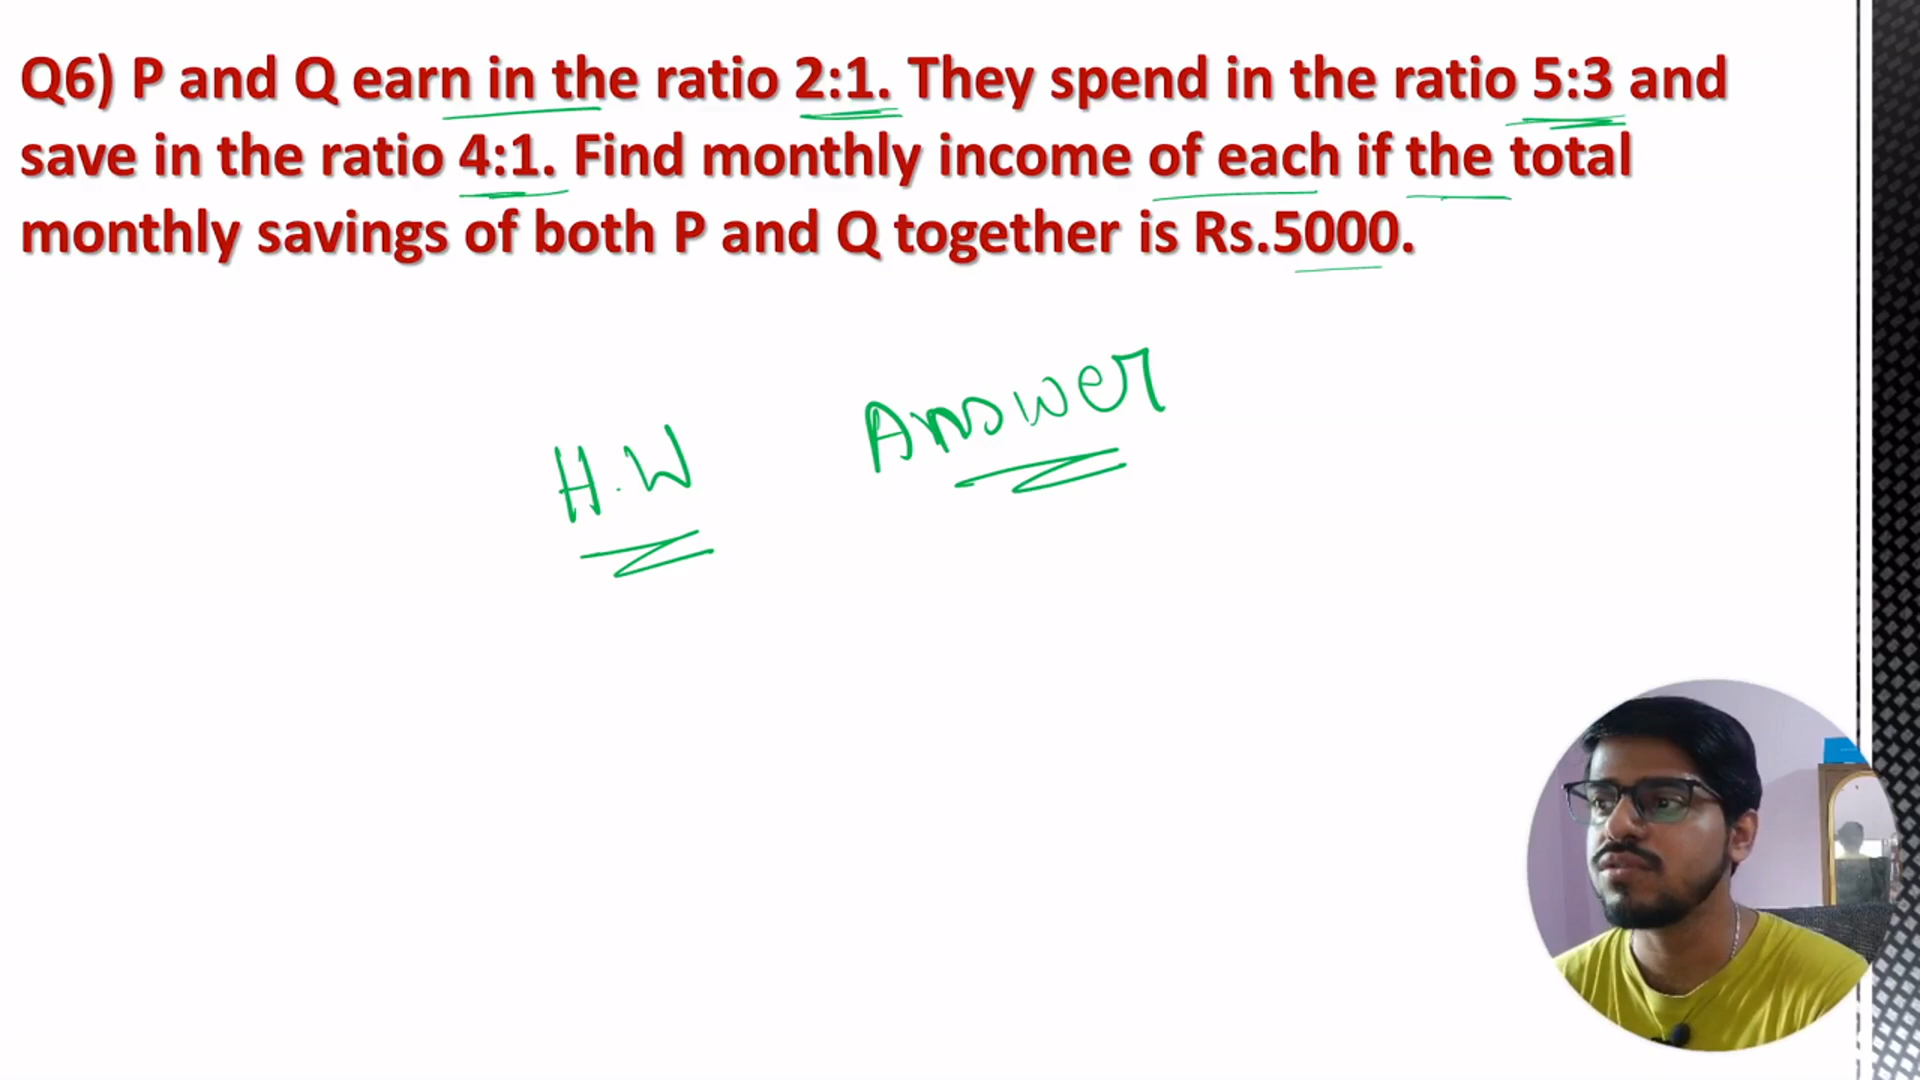 Q6) P and Q earn in the ratio 2:1. They spend in the ratio 5:3 and
save in the ratio 4:1. Find monthly income of each if the total
monthly savings of both P and Q together is Rs.5000.
H.W Answer